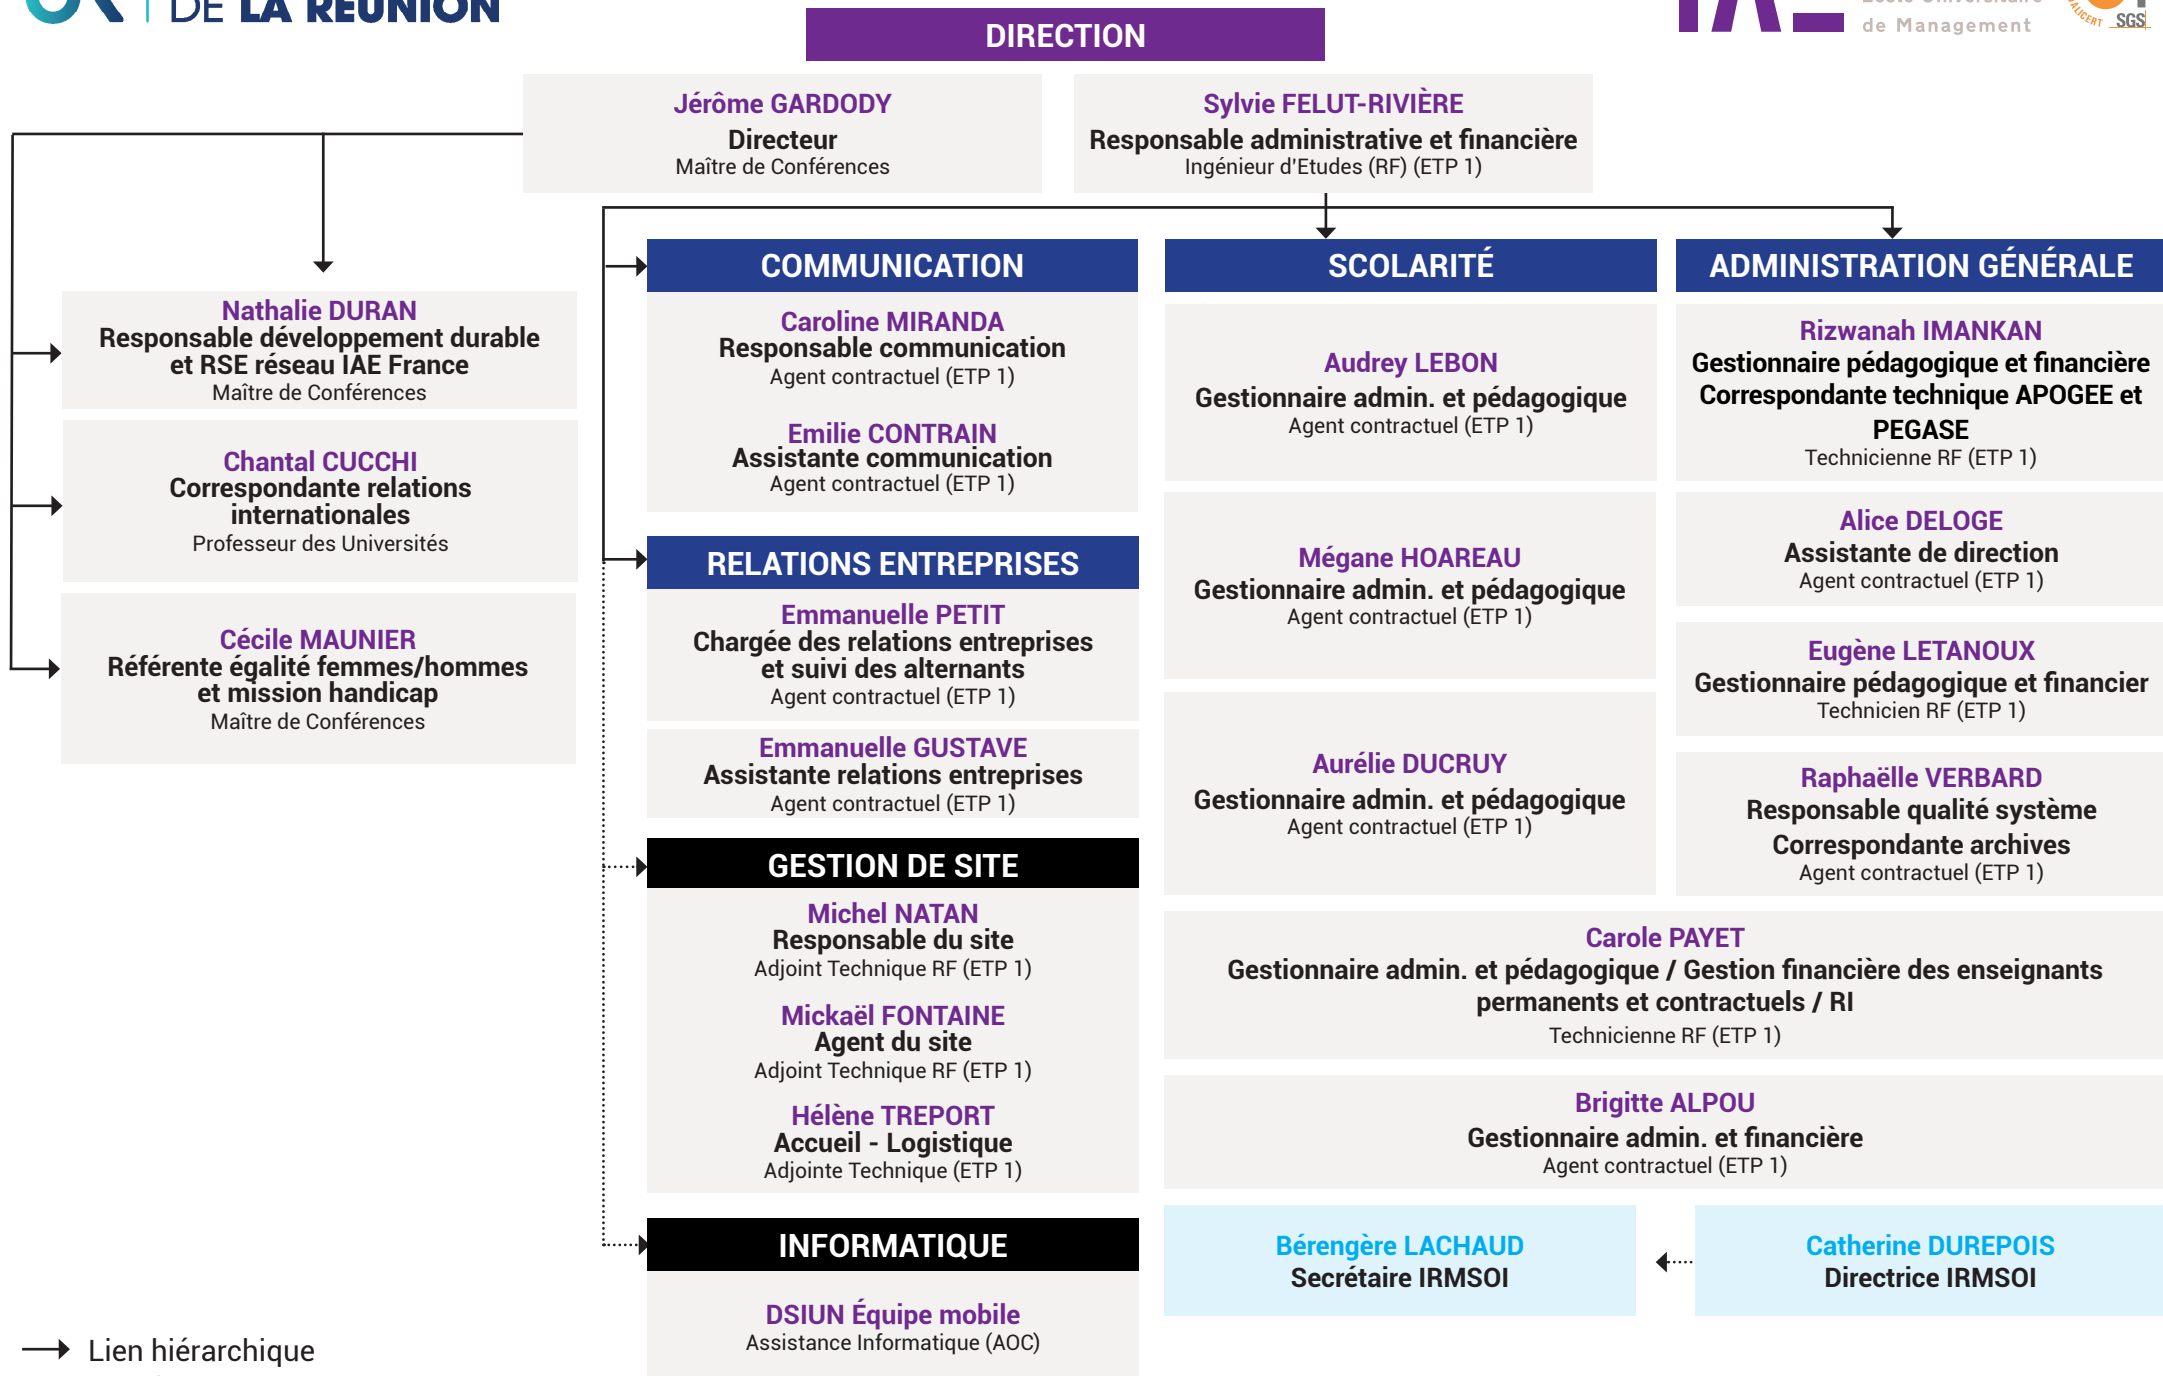 DE LA RÉUNION
de Management
SGS
DIRECTION
Jérôme GARDODY
Directeur
Maître de Conférences
Sylvie FELUT-RIVIÈRE
Responsable administrative et financière
Ingénieur d'Etudes (RF) (ETP 1)
Nathalie DURAN
Responsable développement durable
et RSE réseau IAE France
Maître de Conférences
Chantal CUCCHI
Correspondante relations
internationales
Professeur des Universités
Cécile MAUNIER
Référente égalité femmes/hommes
et mission handicap
Maître de Conférences
COMMUNICATION
Caroline MIRANDA
Responsable communication
Agent contractuel (ETP 1)
Emilie CONTRAIN
Assistante communication
Agent contractuel (ETP 1)
RELATIONS ENTREPRISES
Emmanuelle PETIT
Chargée des relations entreprises
et suivi des alternants
Agent contractuel (ETP 1)
Emmanuelle GUSTAVE
Assistante relations entreprises
Agent contractuel (ETP 1)
GESTION DE SITE
Michel NATAN
Responsable du site
Adjoint Technique RF (ETP 1)
Mickaël FONTAINE
Agent du site
Adjoint Technique RF (ETP 1)
Hélène TREPORT
Accueil - Logistique
Adjointe Technique (ETP 1)
INFORMATIQUE
DSIUN Équipe mobile
Assistance Informatique (AOC)
SCOLARITÉ
Audrey LEBON
Gestionnaire admin. et pédagogique
Agent contractuel (ETP 1)
Mégane HOAREAU
Gestionnaire admin. et pédagogique
Agent contractuel (ETP 1)
Aurélie DUCRUY
Gestionnaire admin. et pédagogique
Agent contractuel (ETP 1)
ADMINISTRATION GÉNÉRALE
Rizwanah IMANKAN
Gestionnaire pédagogique et financière
Correspondante technique APOGEE et
PEGASE
Technicienne RF (ETP 1)
Alice DELOGE
Assistante de direction
Agent contractuel (ETP 1)
Eugène LETANOUX
Gestionnaire pédagogique et financier
Technicien RF (ETP 1)
Raphaëlle VERBARD
Responsable qualité système
Correspondante archives
Agent contractuel (ETP 1)
Carole PAYET
Gestionnaire admin. et pédagogique / Gestion financière des enseignants
permanents et contractuels / RI
Technicienne RF (ETP 1)
Brigitte ALPOU
Gestionnaire admin. et financière
Agent contractuel (ETP 1)
Bérengère LACHAUD
Secrétaire IRMSOI
Catherine DUREPOIS
Directrice IRMSOI
Lien hiérarchique